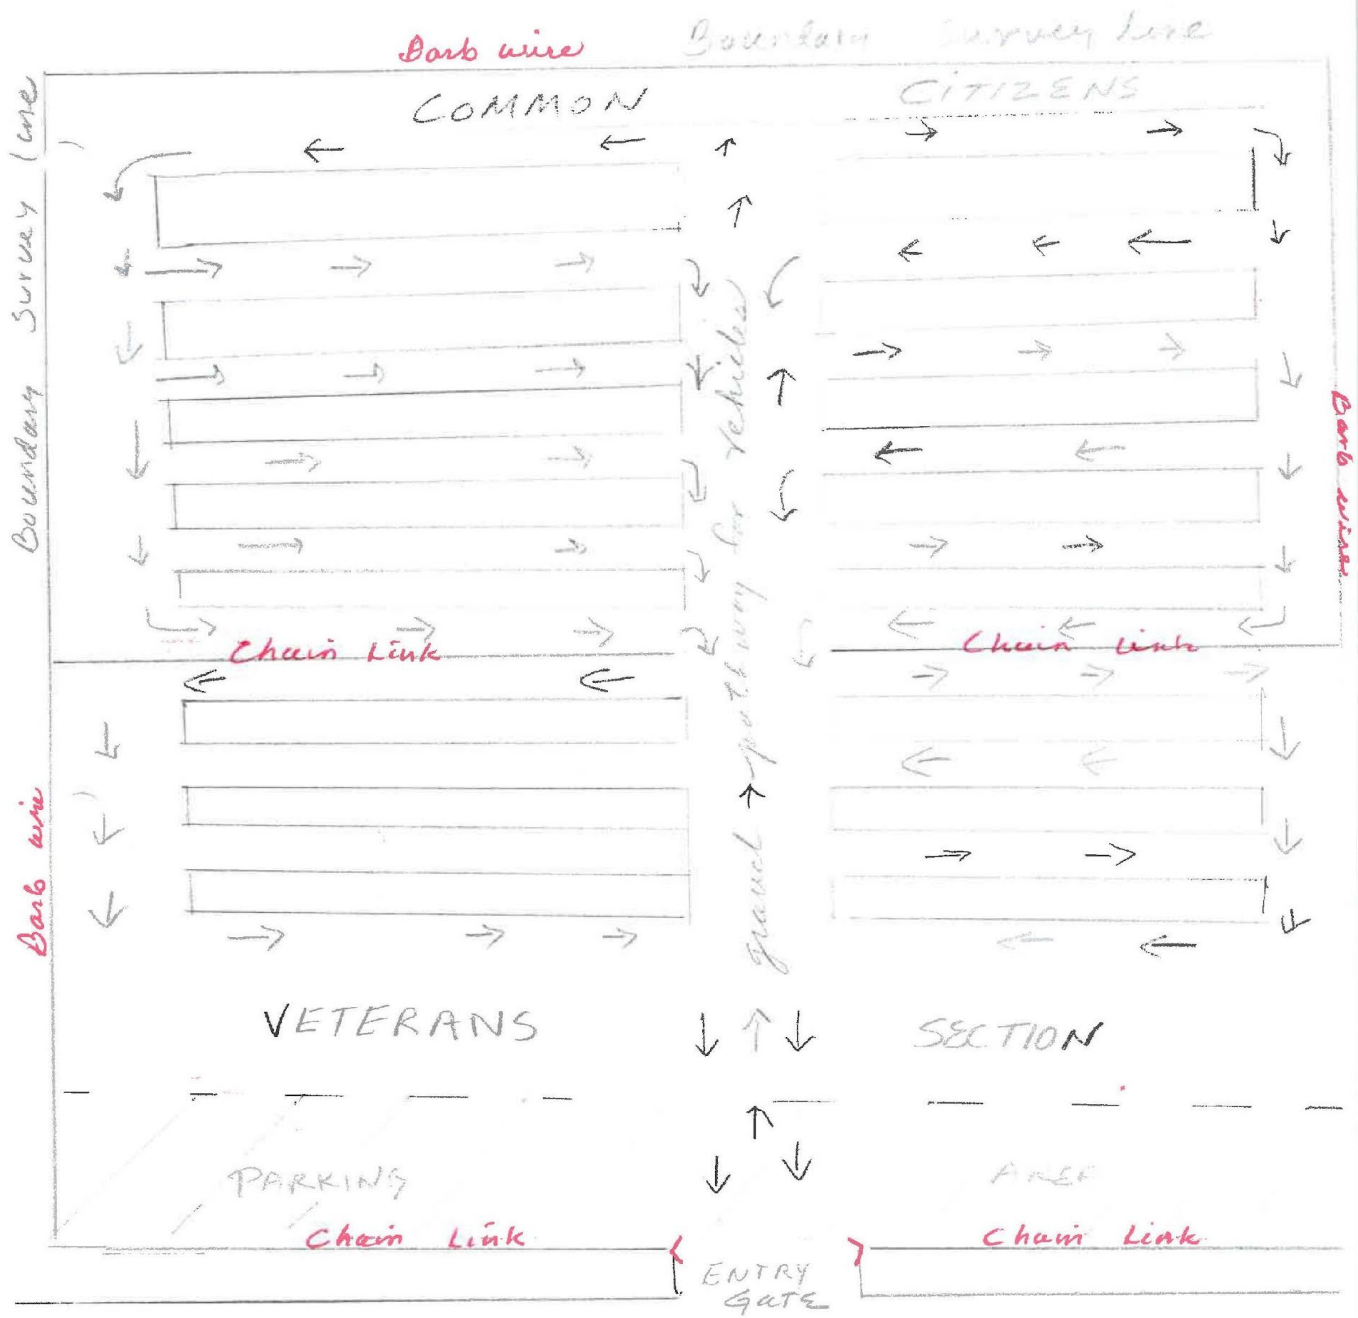 Barb wire Boundary Survey Line
COMMON CITIZENS
Boundary Survey Line
gravel pathway for vehicles
Barb wire
Chain Link Chain Link
Barb wire
VETERANS SECTION
PARKING AREA
Chain Link Chain Link
ENTRY
GATE